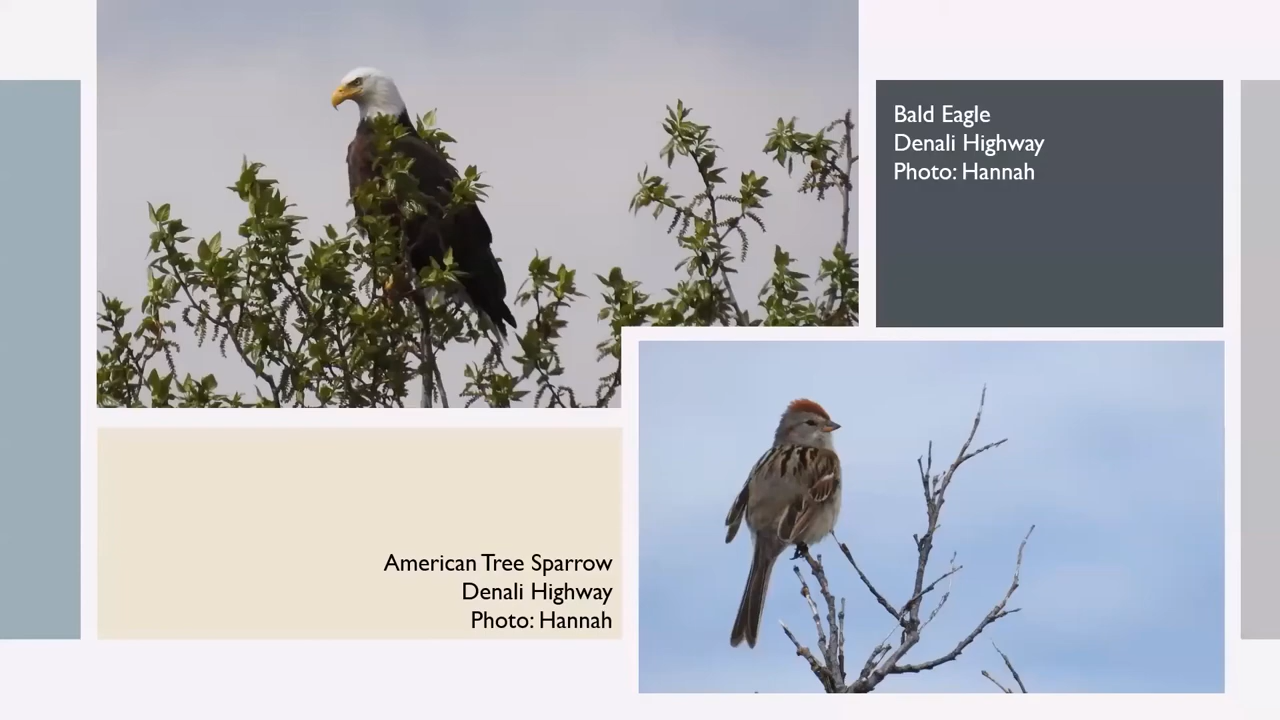 Bald Eagle
Denali Highway
Photo: Hannah
American Tree Sparrow
Denali Highway
Photo: Hannah